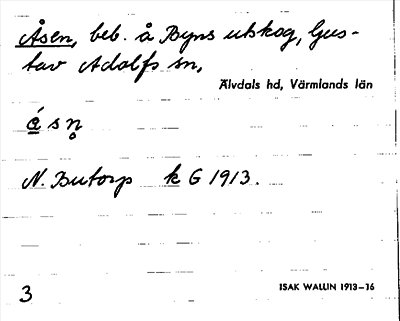 Åsen, beb. å Byns utskog, Gus-
tav Adolfs sn,
Älvdals hd, Värmlands län
N. Butorp k G 1913.
3
ISAK WALLIN 1913–16